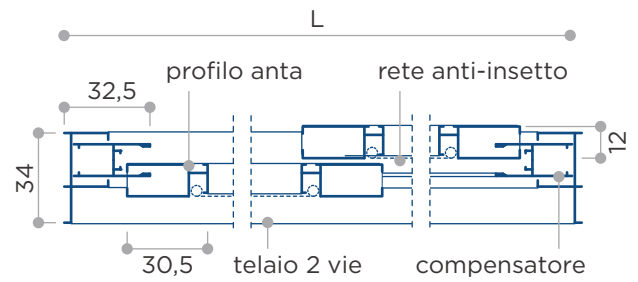 L
profilo anta
rete anti-insetto
32,5
12
34
30,5
telaio 2 vie
compensatore